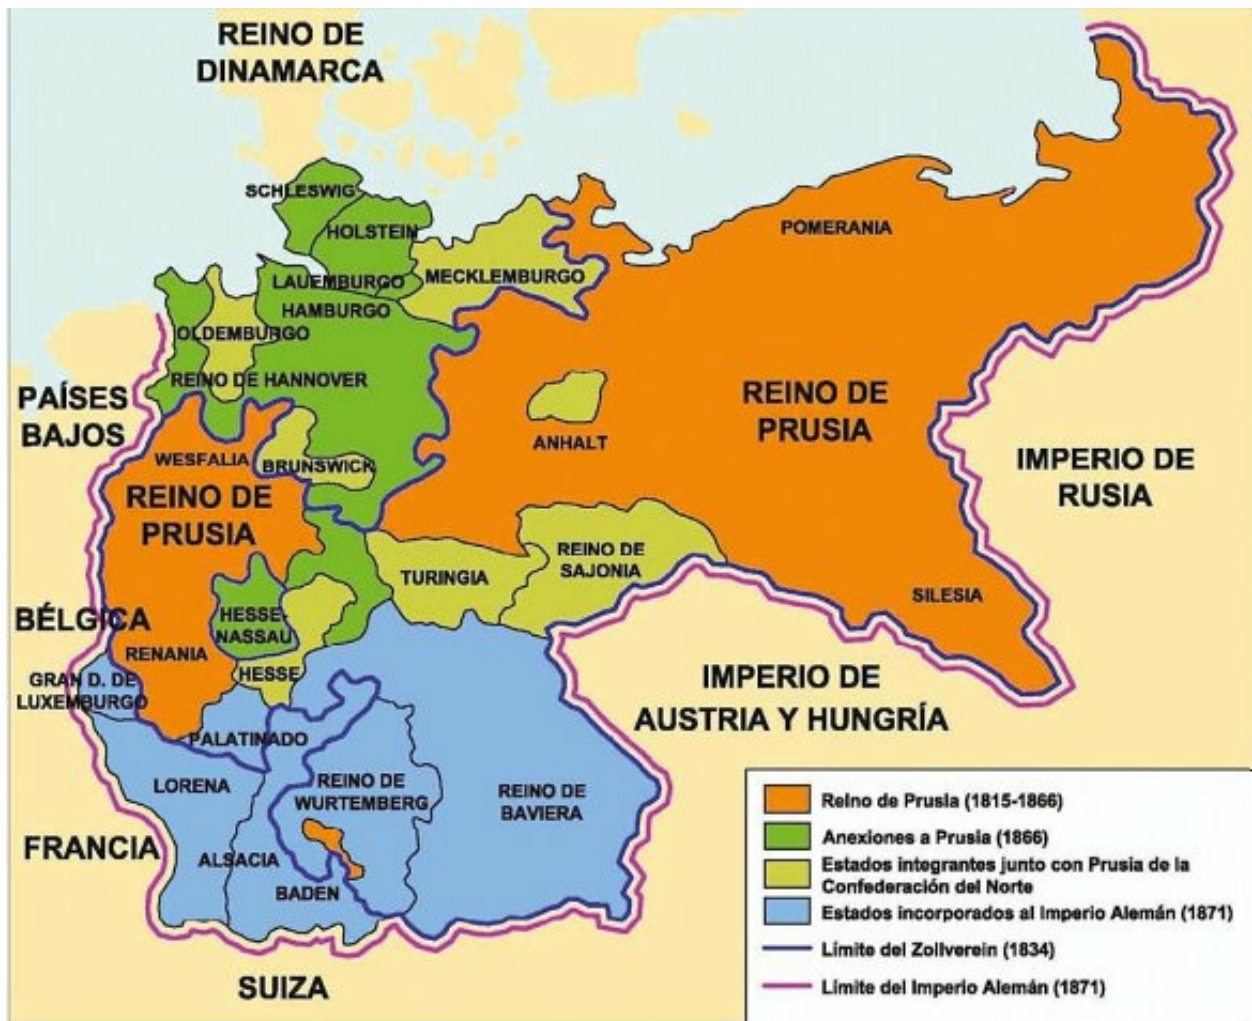 REINO DE
DINAMARCA
SCHLESWIG
HOLSTEIN
POMERANIA
LAUEMBURGO
MECKLEMBURGO
HAMBURGO
OLDEMBURGO
REINO DE HANNOVER
PAÍSES
BAJOS
REINO DE
PRUSIA
ANHALT
WESFALIA
BRUNSWICK
IMPERIO DE
RUSIA
REINO DE
PRUSIA
REINO DE
SAJONIA
TURINGIA
SILESIA
BÉLGICA
HESSE-
NASSAU
RENANIA
HESSE
GRAN D. DE
LUXEMBURGO
IMPERIO DE
AUSTRIA Y HUNGRÍA
PALATINADO
LORENA
REINO DE
WURTEMBERG
REINO DE
BAVIERA
FRANCIA
ALSACIA
BADEN
SUIZA
Reino de Prusia (1815-1866)
Anexiones a Prusia (1866)
Estados integrantes junto con Prusia de la
Confederación del Norte
Estados incorporados al Imperio Alemán (1871)
Límite del Zollverein (1834)
Límite del Imperio Alemán (1871)